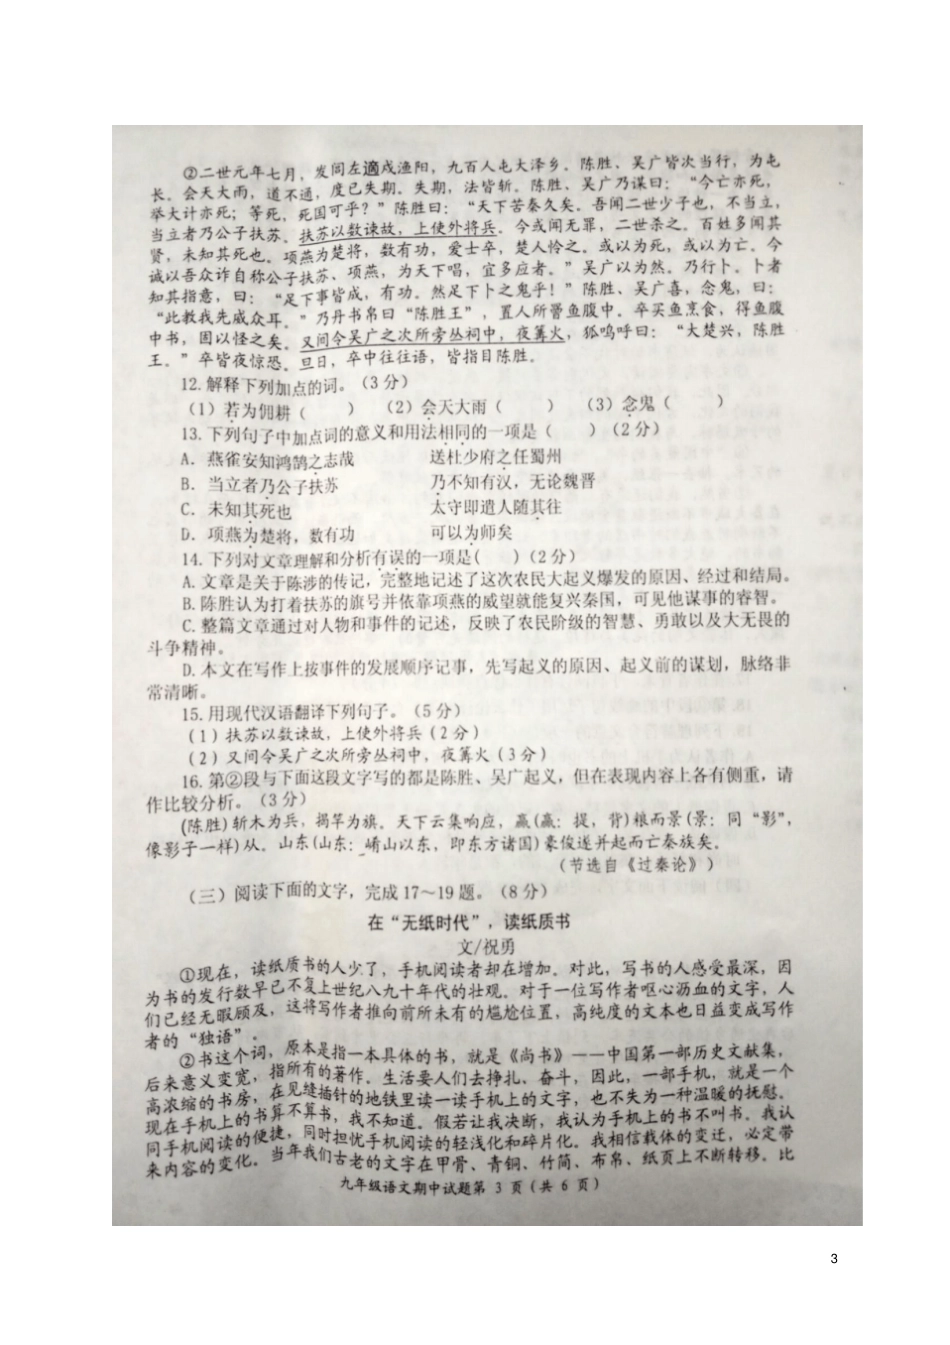 ②二世元年七月，发闾左適戍渔阳，九百人屯大泽乡。陈胜、吴广皆次当行，为屯
长。会天大雨，道不通，度已失期。失期，法皆斩。陈胜、吴广乃谋曰：“今亡亦死，
举大计亦死；等死，死国可乎？”陈胜曰：“天下苦秦久矣。吾闻二世少子也，不当立，
当立者乃公子扶苏。扶苏以数谏故，上使外将兵。今或闻无罪，二世杀之。百姓多闻其
贤，未知其死也。项燕为楚将，数有功，爱士卒，楚人怜之。或以为死，或以为亡。今
诚以吾众诈自称公子扶苏、项燕，为天下唱，宜多应者。”吴广以为然。乃行卜。卜者
知其指意，曰：“足下事皆成，有功。然足下卜之鬼乎！”陈胜、吴广喜，念鬼，曰：
“此教我先威众耳。”乃丹书帛曰“陈胜王”，置人所罾鱼腹中。卒买鱼烹食，得鱼腹
中书，固以怪之矣。又间令吴广之次所旁丛祠中，夜篝火，狐鸣呼曰：“大楚兴，陈胜
王。”卒皆夜惊恐。旦日，卒中往往语，皆指目陈胜。
12.解释下列加点的词。（3分）
（1）若为佣耕（　　）　（2）会天大雨（　　）　（3）念鬼（　　）
13.下列句子中加点词的意义和用法相同的一项是（　　）（2分）
A．燕雀安知鸿鹄之志哉　　送杜少府之任蜀州
B．当立者乃公子扶苏　　乃不知有汉，无论魏晋
C．未知其死也　　太守即遣人随其往
D．项燕为楚将，数有功　　可以为师矣
14.下列对文章理解和分析有误的一项是(　　)（2分）
A.文章是关于陈涉的传记，完整地记述了这次农民大起义爆发的原因、经过和结局。
B.陈胜认为打着扶苏的旗号并依靠项燕的威望就能复兴秦国，可见他谋事的睿智。
C.整篇文章通过对人物和事件的记述，反映了农民阶级的智慧、勇敢以及大无畏的
斗争精神。
D.本文在写作上按事件的发展顺序记事，先写起义的原因、起义前的谋划，脉络非
常清晰。
15.用现代汉语翻译下列句子。（5分）
（1）扶苏以数谏故，上使外将兵（2分）
（2）又间令吴广之次所旁丛祠中，夜篝火（3分）
16.第②段与下面这段文字写的都是陈胜、吴广起义，但在表现内容上各有侧重，请
作比较分析。（3分）
(陈胜)斩木为兵，揭竿为旗。天下云集响应，赢(赢：提，背)粮而景(景：同“影”，
像影子一样)从。山东(山东：崤山以东，即东方诸国)豪俊遂并起而亡秦族矣。
（节选自《过秦论》）
（三）阅读下面的文字，完成17～19题。（8分）
在“无纸时代”，读纸质书
文/祝勇
①现在，读纸质书的人少了，手机阅读者却在增加。对此，写书的人感受最深，因
为书的发行数早已不复上世纪八九十年代的壮观。对于一位写作者呕心沥血的文字，人
们已经无暇顾及，这将写作者推向前所未有的尴尬位置，高纯度的文本也日益变成写作
者的“独语”。
②书这个词，原本是指一本具体的书，就是《尚书》——中国第一部历史文献集，
后来意义变宽，指所有的著作。生活要人们去挣扎、奋斗，因此，一部手机，就是一个
高浓缩的书房，在见缝插针的地铁里读一读手机上的文字，也不失为一种温暖的抚慰。
现在手机上的书算不算书，我不知道。假若让我决断，我认为手机上的书不叫书。我认
同手机阅读的便捷，同时担忧手机阅读的轻浅化和碎片化。我相信载体的变迁，必定带
来内容的变化。当年我们古老的文字在甲骨、青铜、竹简、布帛、纸页上不断转移。比
九年级语文期中试题第 3 页（共 6 页）
3